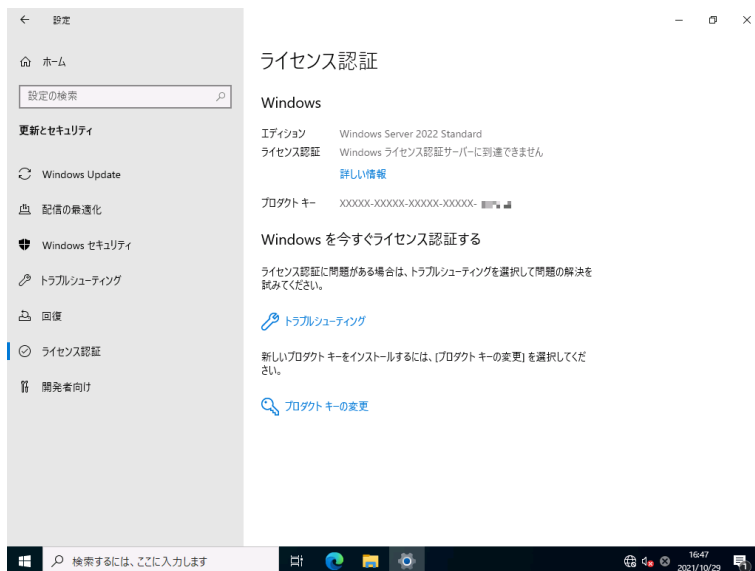 設定
ホーム
設定の検索
更新とセキュリティ
Windows Update
配信の最適化
Windows セキュリティ
トラブルシューティング
回復
ライセンス認証
開発者向け
ライセンス認証
Windows
エディション Windows Server 2022 Standard
ライセンス認証 Windows ライセンス認証サーバーに到達できません
詳しい情報
プロダクト キー XXXXX-XXXXX-XXXXX-XXXXX-
Windows を今すぐライセンス認証する
ライセンス認証に問題がある場合は、トラブルシューティングを選択して問題の解決を
試みてください。
トラブルシューティング
新しいプロダクト キーをインストールするには、[プロダクト キーの変更] を選択してくだ
さい。
プロダクト キーの変更
検索するには、ここに入力します
16:47
2021/10/29